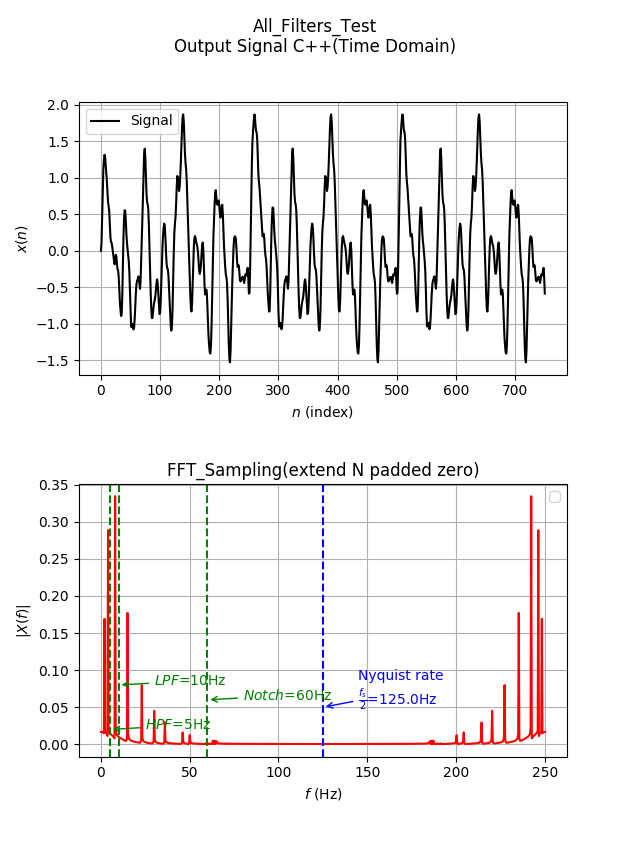 All_Filters_Test
Output Signal C++(Time Domain)
Signal
2.0
1.5
1.0
0.5
0.0
−0.5
−1.0
−1.5
x(n)
0 100 200 300 400 500 600 700
n (index)
FFT_Sampling(extend N padded zero)
0.35
0.30
0.25
0.20
0.15
0.10
0.05
0.00
|X(f)|
LPF=10Hz
HPF=5Hz
Notch=60Hz
Nyquist rate
fs/2=125.0Hz
0 50 100 150 200 250
f (Hz)